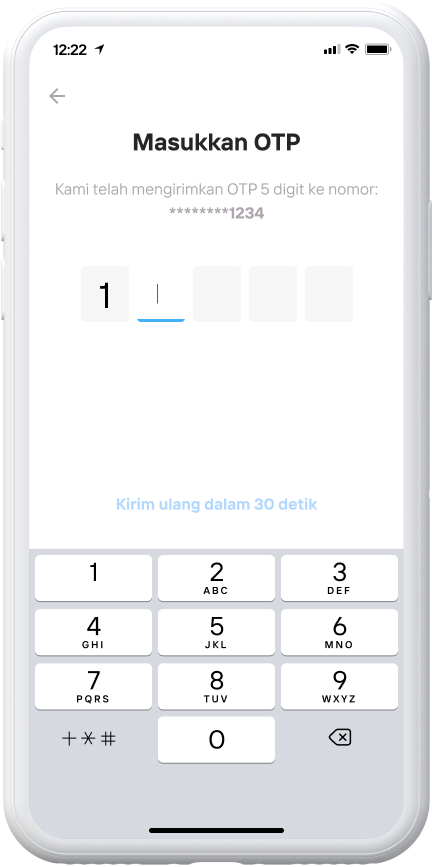 12:22
Masukkan OTP
Kami telah mengirimkan OTP 5 digit ke nomor:
********1234
1
Kirim ulang dalam 30 detik
1 2 3
ABC DEF
4 5 6
GHI JKL MNO
7 8 9
PQRS TUV WXYZ
+*# 0